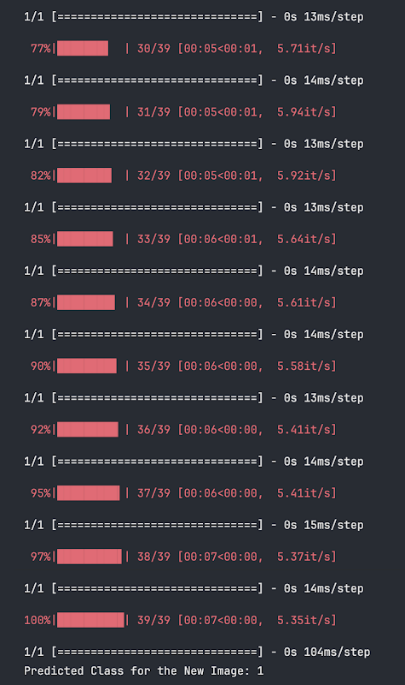 1/1 [==============================] - 0s 13ms/step
77%|███████▋  | 30/39 [00:05<00:01,  5.71it/s]
1/1 [==============================] - 0s 14ms/step
79%|███████▉  | 31/39 [00:05<00:01,  5.94it/s]
1/1 [==============================] - 0s 13ms/step
82%|████████▏ | 32/39 [00:05<00:01,  5.92it/s]
1/1 [==============================] - 0s 13ms/step
85%|████████▍ | 33/39 [00:06<00:01,  5.64it/s]
1/1 [==============================] - 0s 14ms/step
87%|████████▋ | 34/39 [00:06<00:00,  5.61it/s]
1/1 [==============================] - 0s 14ms/step
90%|████████▉ | 35/39 [00:06<00:00,  5.58it/s]
1/1 [==============================] - 0s 13ms/step
92%|█████████▏| 36/39 [00:06<00:00,  5.41it/s]
1/1 [==============================] - 0s 14ms/step
95%|█████████▍| 37/39 [00:06<00:00,  5.41it/s]
1/1 [==============================] - 0s 15ms/step
97%|█████████▋| 38/39 [00:07<00:00,  5.37it/s]
1/1 [==============================] - 0s 14ms/step
100%|██████████| 39/39 [00:07<00:00,  5.35it/s]
1/1 [==============================] - 0s 104ms/step
Predicted Class for the New Image: 1